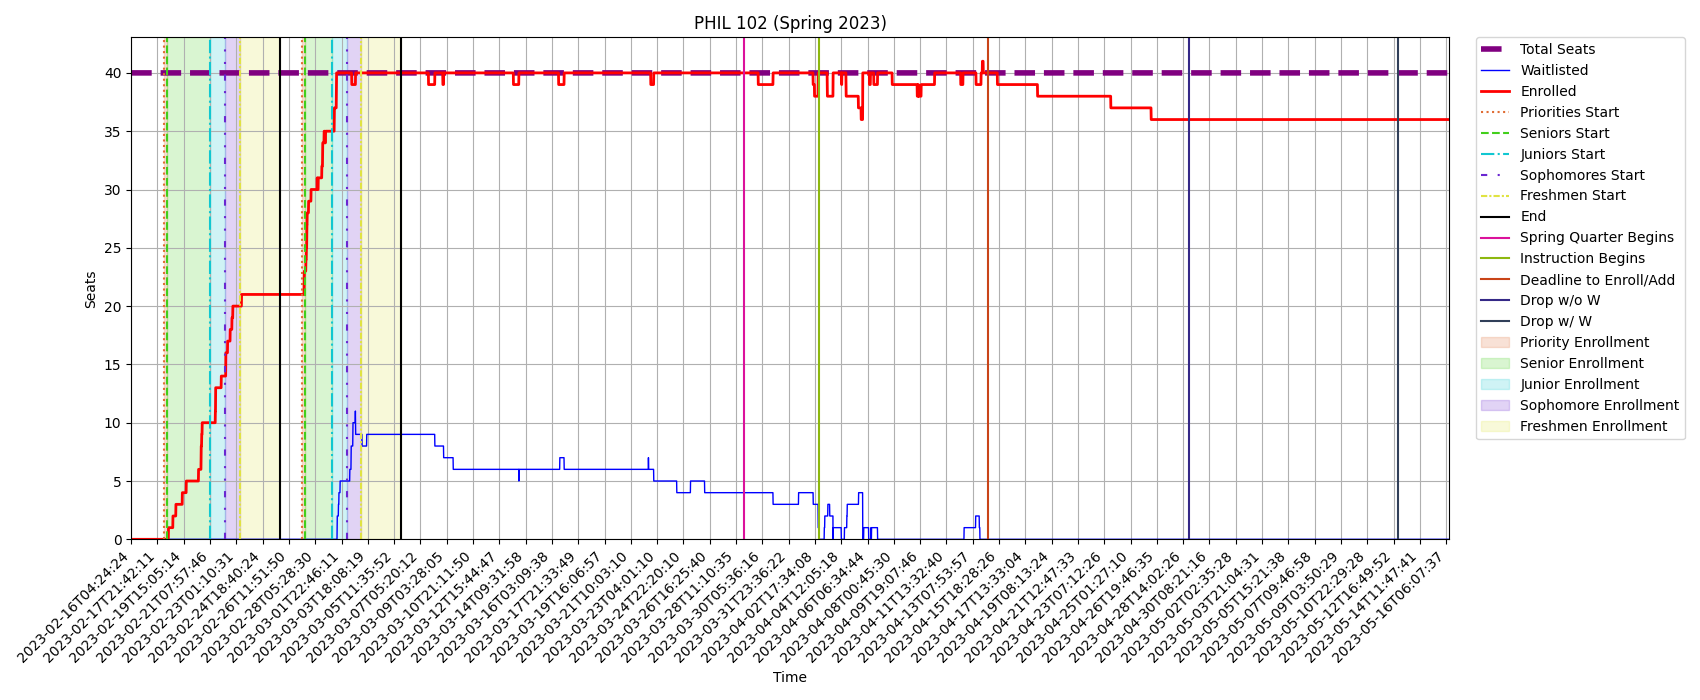 PHIL 102 (Spring 2023)
Seats
40
35
30
25
20
15
10
5
0
2023-02-16T04:24:24
2023-02-17T21:42:11
2023-02-19T15:05:14
2023-02-21T07:57:46
2023-02-23T01:10:31
2023-02-24T18:40:24
2023-02-26T11:51:50
2023-02-28T05:28:30
2023-03-01T22:46:11
2023-03-03T18:08:19
2023-03-05T11:35:52
2023-03-07T05:20:12
2023-03-09T03:28:05
2023-03-10T20:11:50
2023-03-12T15:44:47
2023-03-14T09:31:58
2023-03-16T03:09:38
2023-03-17T21:33:49
2023-03-19T16:06:57
2023-03-21T10:03:10
2023-03-23T04:01:10
2023-03-24T22:20:10
2023-03-26T16:25:40
2023-03-28T11:10:35
2023-03-30T05:36:16
2023-03-31T23:36:22
2023-04-02T17:34:08
2023-04-04T12:05:18
2023-04-06T06:34:44
2023-04-08T00:45:30
2023-04-09T19:07:46
2023-04-11T13:32:40
2023-04-13T07:53:57
2023-04-15T18:28:26
2023-04-17T13:33:04
2023-04-19T08:13:24
2023-04-21T12:47:33
2023-04-23T07:12:26
2023-04-25T01:27:10
2023-04-26T19:46:35
2023-04-28T14:02:26
2023-04-30T08:21:16
2023-05-02T02:35:28
2023-05-03T21:04:31
2023-05-05T15:21:38
2023-05-07T09:46:58
2023-05-09T03:50:29
2023-05-10T22:29:28
2023-05-12T16:49:52
2023-05-14T11:47:41
2023-05-16T06:07:37
Time
Total Seats
Waitlisted
Enrolled
Priorities Start
Seniors Start
Juniors Start
Sophomores Start
Freshmen Start
End
Spring Quarter Begins
Instruction Begins
Deadline to Enroll/Add
Drop w/o W
Drop w/ W
Priority Enrollment
Senior Enrollment
Junior Enrollment
Sophomore Enrollment
Freshmen Enrollment